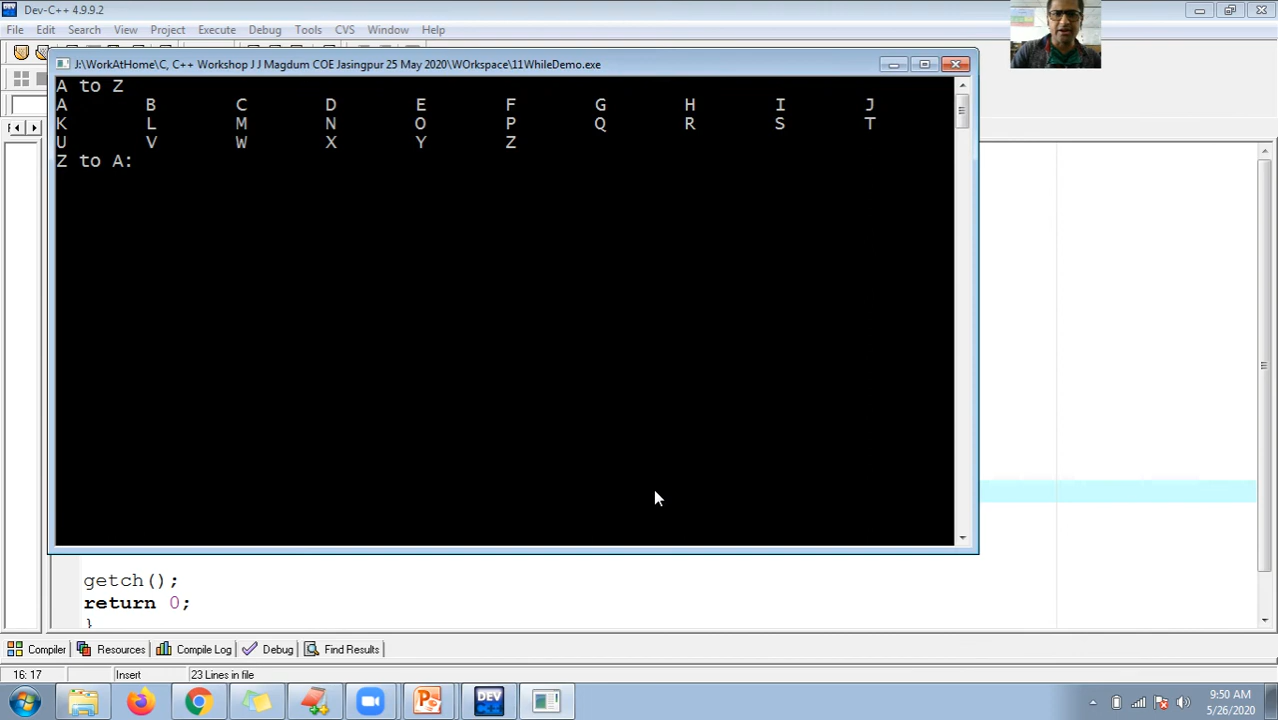 Dev-C++ 4.9.9.2
File Edit Search View Project Execute Debug Tools CVS Window Help
J:\WorkAtHome\C, C++ Workshop J J Magdum COE Jasingpur 25 May 2020\WOrkspace\11WhileDemo.exe
A to Z
A B C D E F G H I J
K L M N O P Q R S T
U V W X Y Z
Z to A:
getch();
return 0;
}
Compiler Resources Compile Log Debug Find Results
16: 17 Insert 23 Lines in file
DEV
9:50 AM
5/26/2020